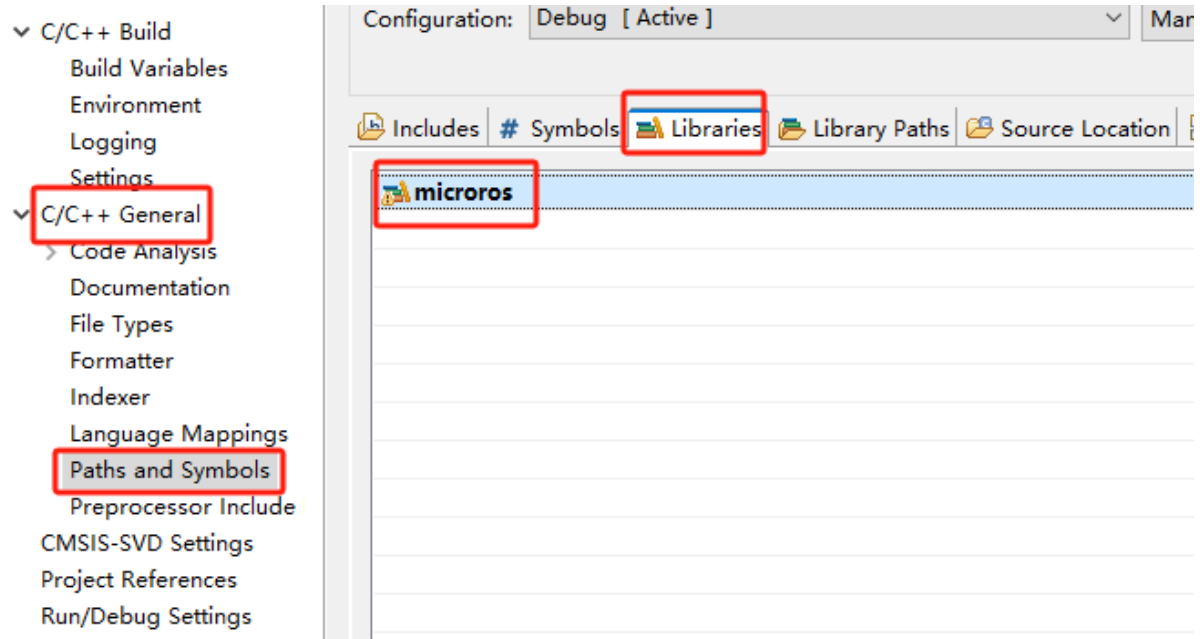 Configuration: Debug [ Active ] Man
C/C++ Build
Build Variables
Environment
Logging
Settings
C/C++ General
Code Analysis
Documentation
File Types
Formatter
Indexer
Language Mappings
Paths and Symbols
Preprocessor Include
CMSIS-SVD Settings
Project References
Run/Debug Settings
Includes # Symbols Libraries Library Paths Source Location
microros